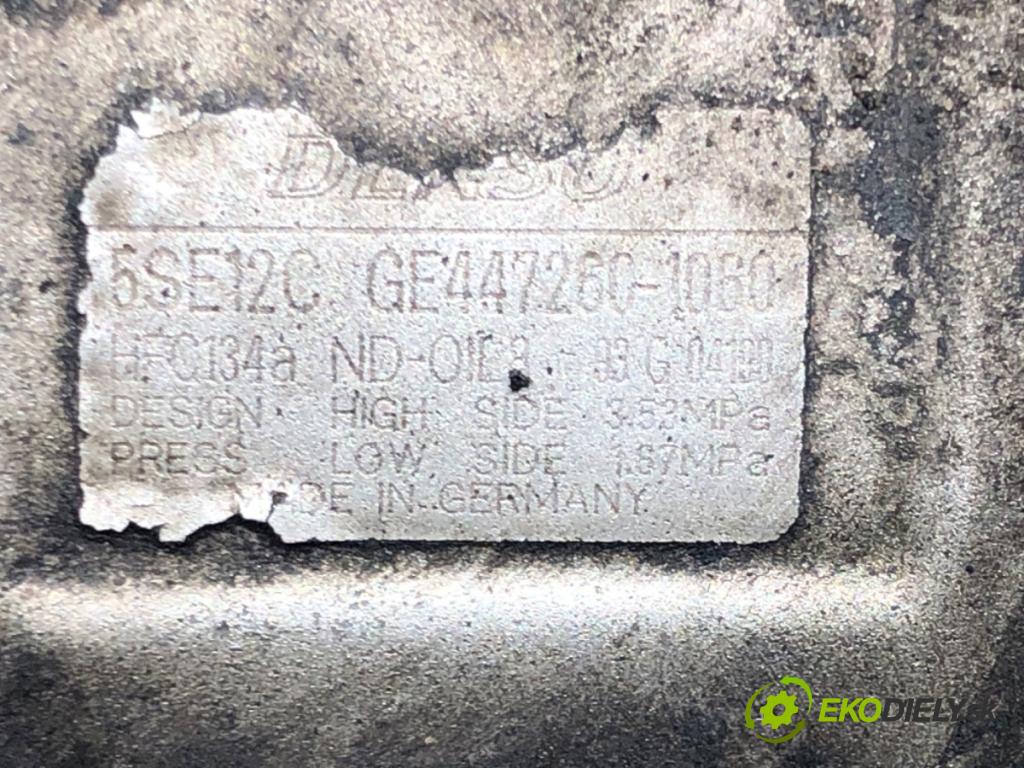 DENSO
5SE12C GE447260-1060
HFC134a ND-OIL8
DESIGN HIGH SIDE 3.53MPa
PRESS LOW SIDE 1.87MPa
MADE IN GERMANY
EKODIELY